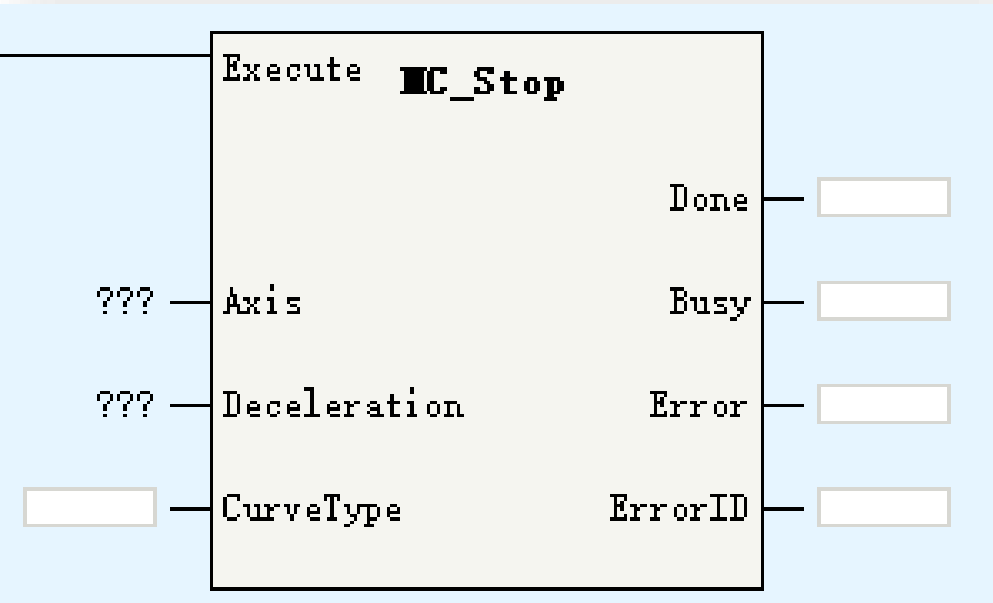 Execute
MC_Stop
Done
??? Axis
Busy
??? Deceleration
Error
CurveType
ErrorID